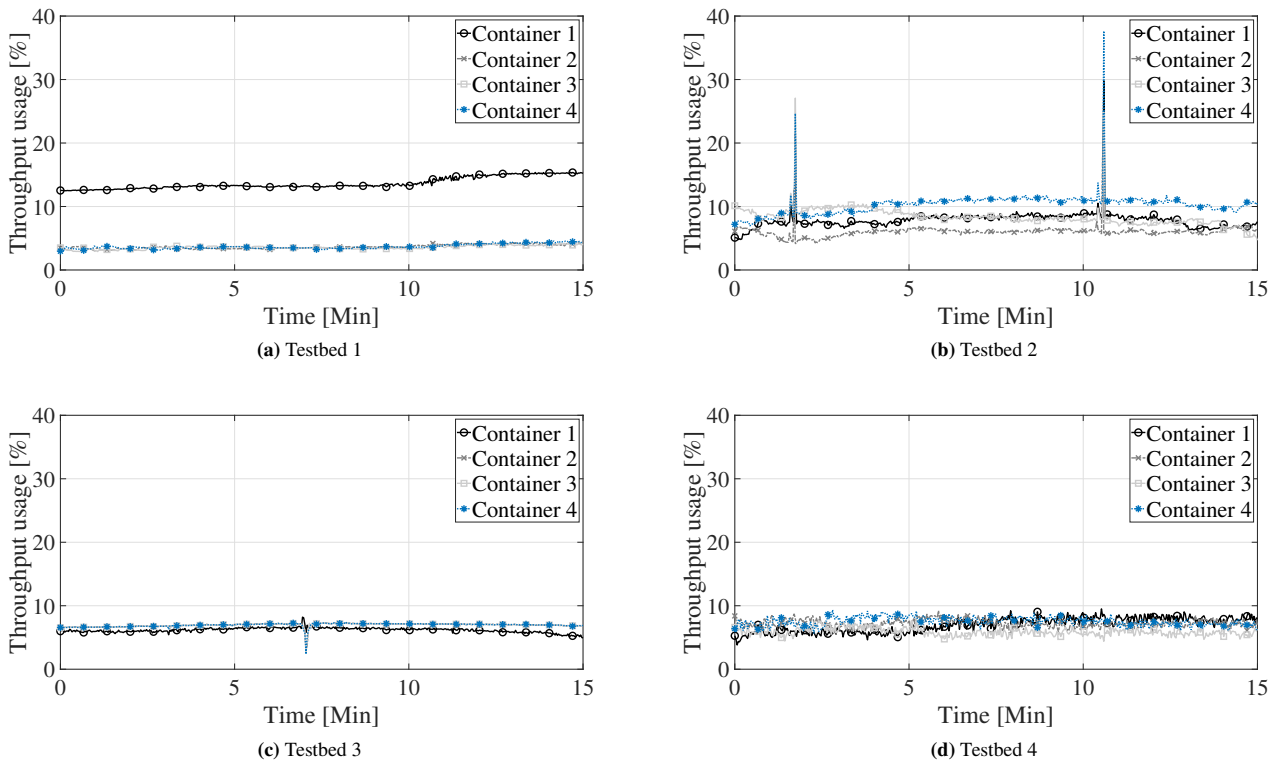 40
30
20
10
0
Throughput usage [%]
0 5 10 15
Time [Min]
Container 1
Container 2
Container 3
Container 4
(a) Testbed 1
40
30
20
10
0
Throughput usage [%]
0 5 10 15
Time [Min]
Container 1
Container 2
Container 3
Container 4
(b) Testbed 2
40
30
20
10
0
Throughput usage [%]
0 5 10 15
Time [Min]
Container 1
Container 2
Container 3
Container 4
(c) Testbed 3
40
30
20
10
0
Throughput usage [%]
0 5 10 15
Time [Min]
Container 1
Container 2
Container 3
Container 4
(d) Testbed 4